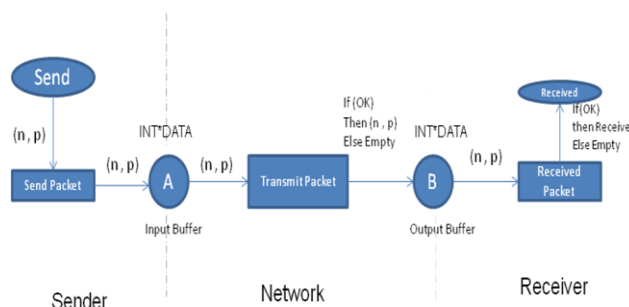 Send
(n, p)
Send Packet
(n, p)
INT*DATA
A
Input Buffer
(n, p)
Transmit Packet
If (OK)
Then (n , p)
Else Empty
INT*DATA
B
Output Buffer
(n, p)
Received
If(OK)
then Receive
Else Empty
Received
Packet
Sender
Network
Receiver